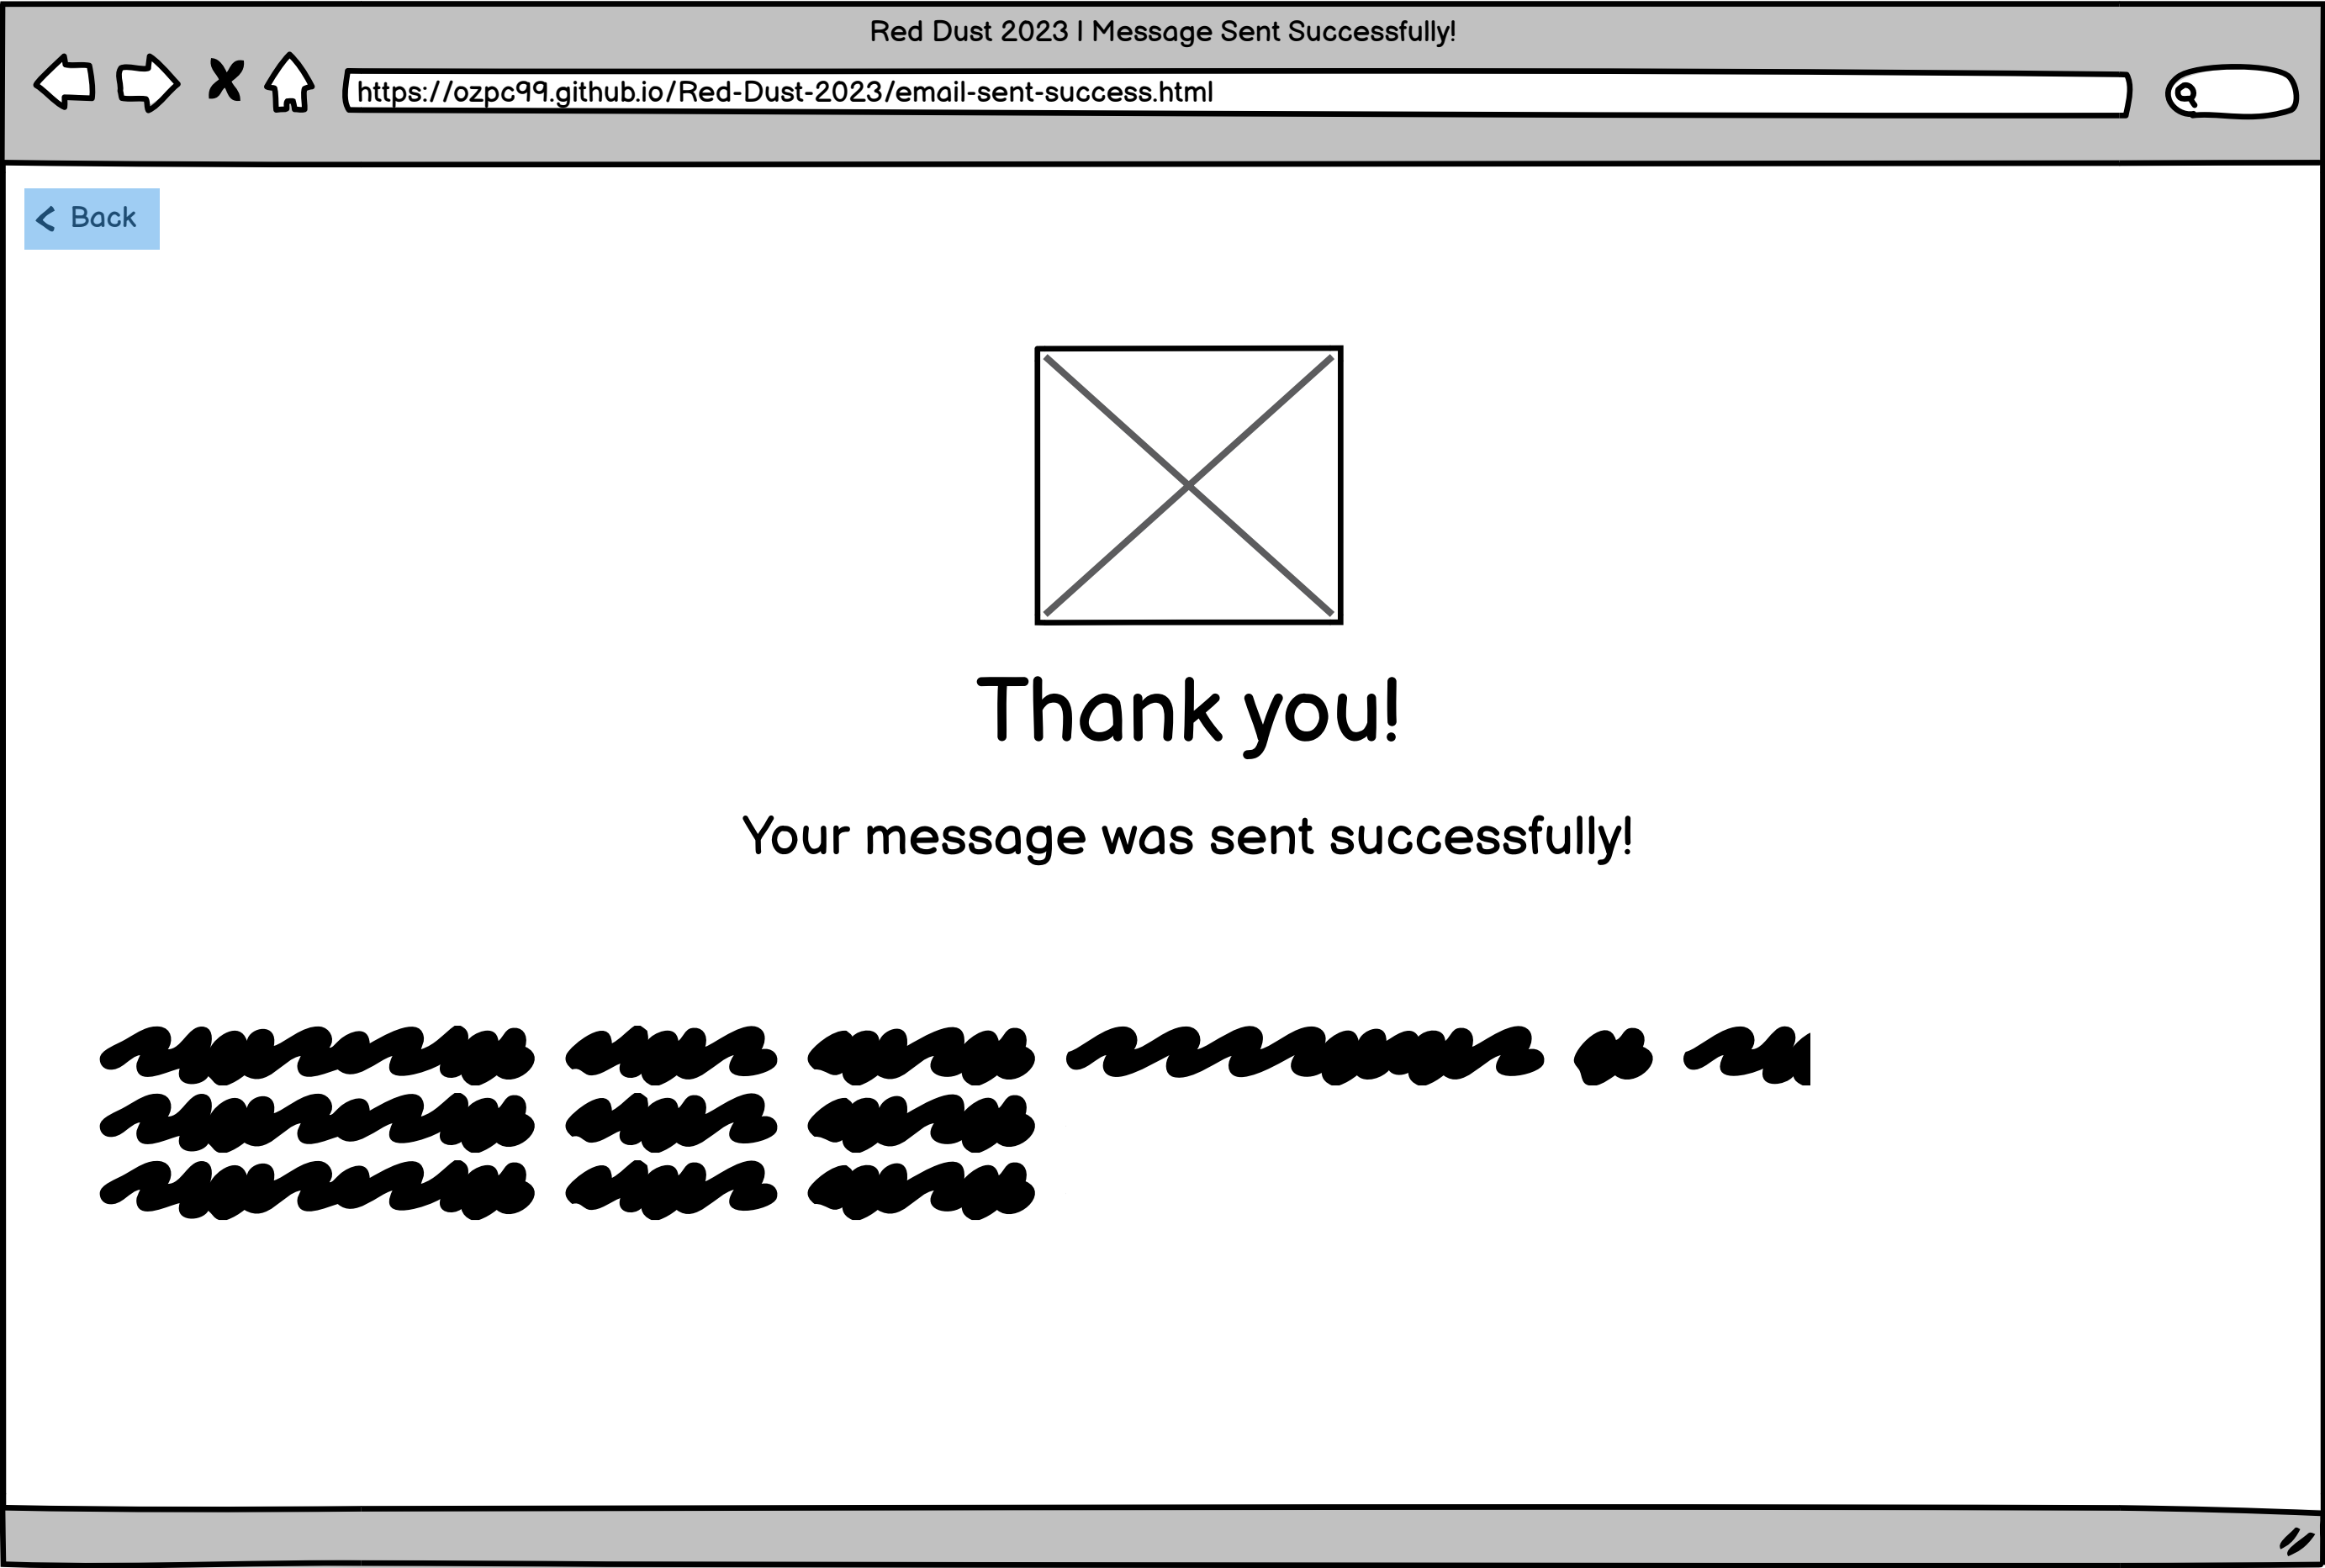 Red Dust 2023 | Message Sent Successfully!
https://ozpc99.github.io/Red-Dust-2023/email-sent-success.html
Back
Thank you!
Your message was sent successfully!